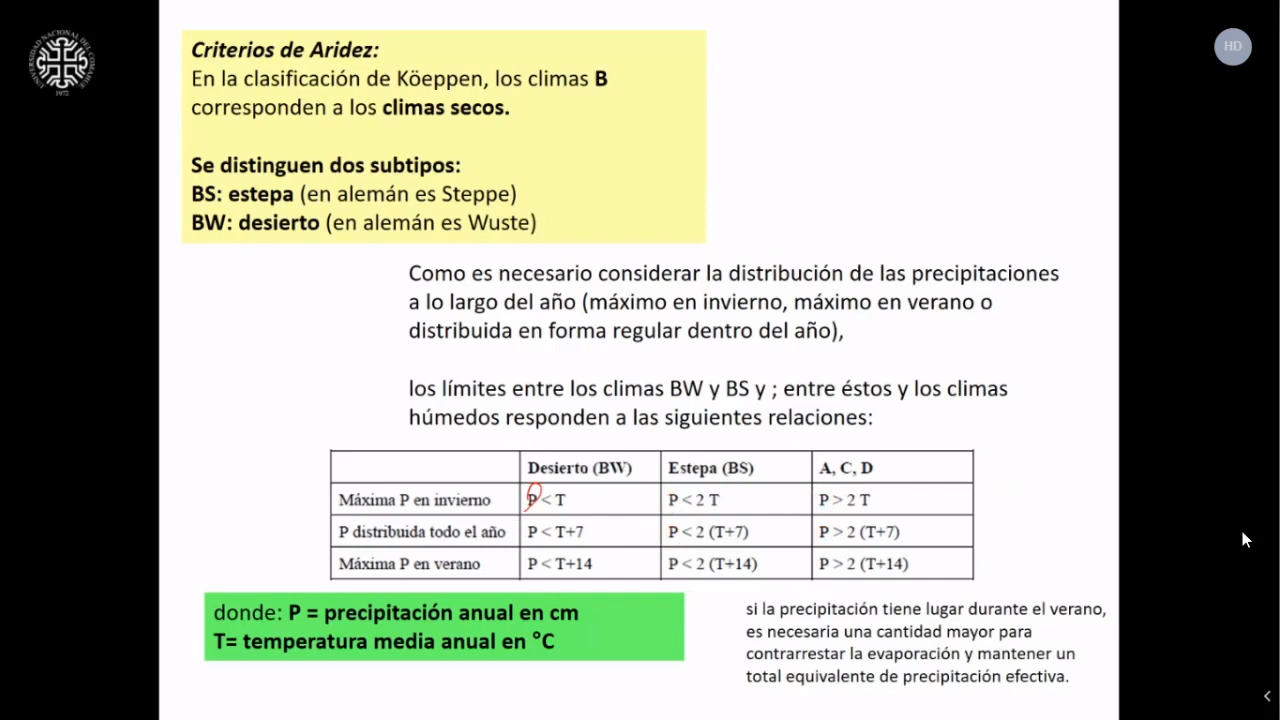 UNIVERSIDAD NACIONAL DEL COMAHUE
1972
HD
Criterios de Aridez:
En la clasificación de Köeppen, los climas B
corresponden a los climas secos.
Se distinguen dos subtipos:
BS: estepa (en alemán es Steppe)
BW: desierto (en alemán es Wuste)
Como es necesario considerar la distribución de las precipitaciones
a lo largo del año (máximo en invierno, máximo en verano o
distribuida en forma regular dentro del año),
los límites entre los climas BW y BS y ; entre éstos y los climas
húmedos responden a las siguientes relaciones:
Desierto (BW) Estepa (BS) A, C, D
Máxima P en invierno P < T P < 2 T P > 2 T
P distribuida todo el año P < T+7 P < 2 (T+7) P > 2 (T+7)
Máxima P en verano P < T+14 P < 2 (T+14) P > 2 (T+14)
donde: P = precipitación anual en cm
T= temperatura media anual en °C
si la precipitación tiene lugar durante el verano,
es necesaria una cantidad mayor para
contrarrestar la evaporación y mantener un
total equivalente de precipitación efectiva.